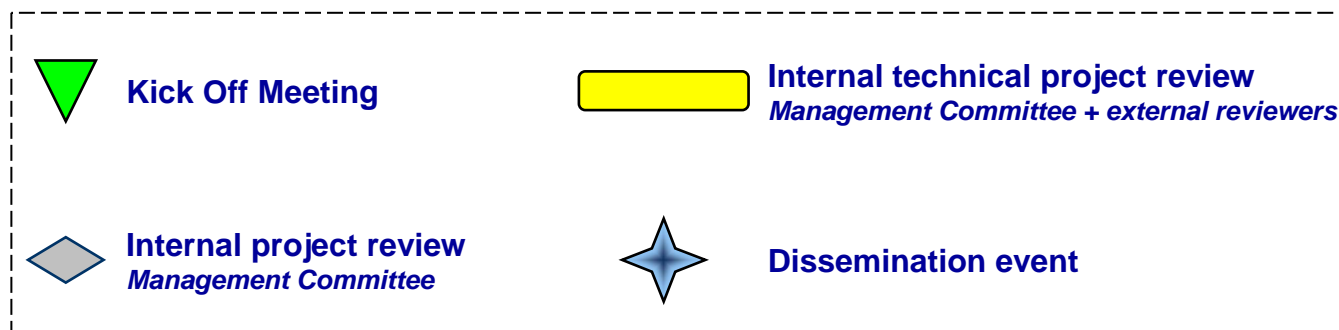 Kick Off Meeting
Internal technical project review
Management Committee + external reviewers
Internal project review
Management Committee
Dissemination event